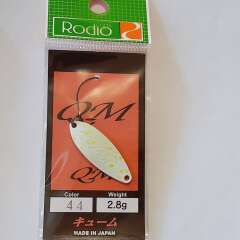 Rodio
QM
QM
Color
44
Weight
2.8g
キューム
MADE IN JAPAN